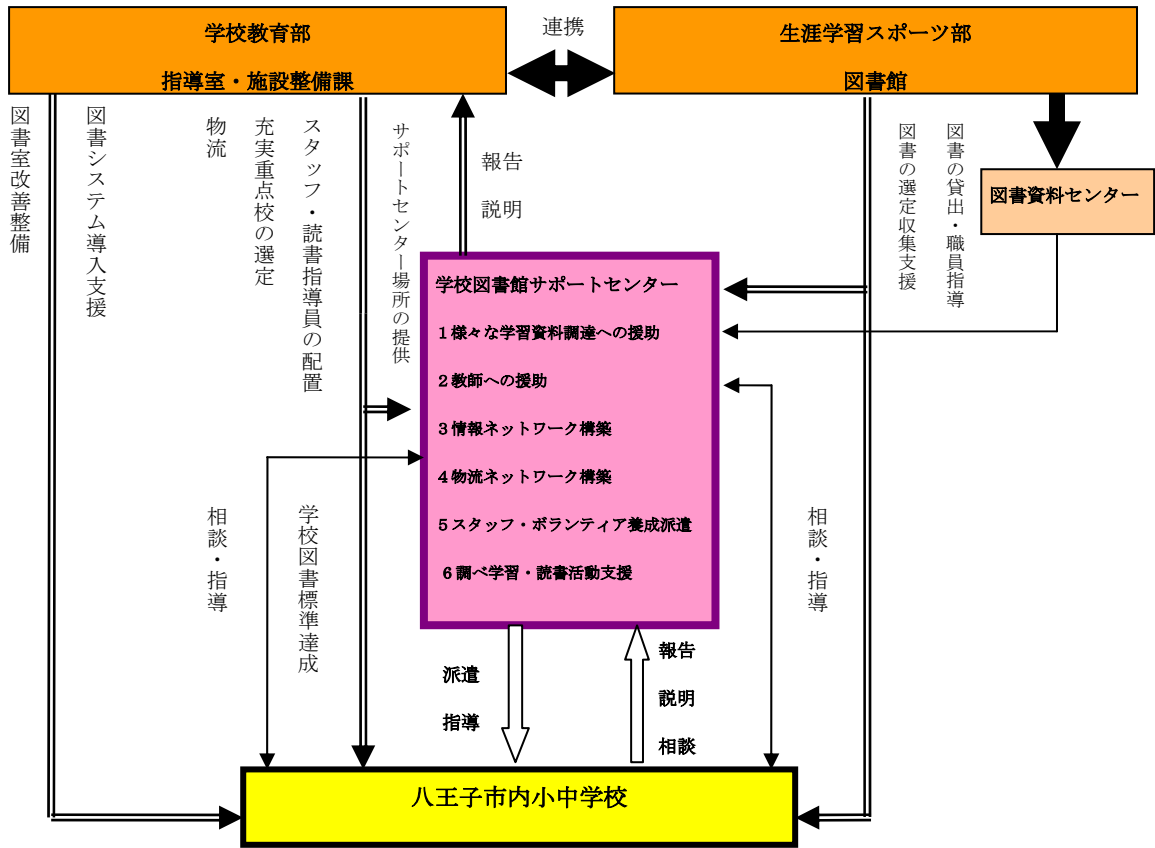 学校教育部
指導室・施設整備課
連携
生涯学習スポーツ部
図書館
図書室改善整備
図書システム導入支援
物流
充実重点校の選定
スタッフ・読書指導員の配置
サポートセンター場所の提供
報告
説明
図書の選定収集支援
図書の貸出・職員指導
図書資料センター
学校図書館サポートセンター
1様々な学習資料調達への援助
2教師への援助
3情報ネットワーク構築
4物流ネットワーク構築
5スタッフ・ボランティア養成派遣
6調べ学習・読書活動支援
相談・指導
学校図書標準達成
相談・指導
派遣
指導
報告
説明
相談
八王子市内小中学校